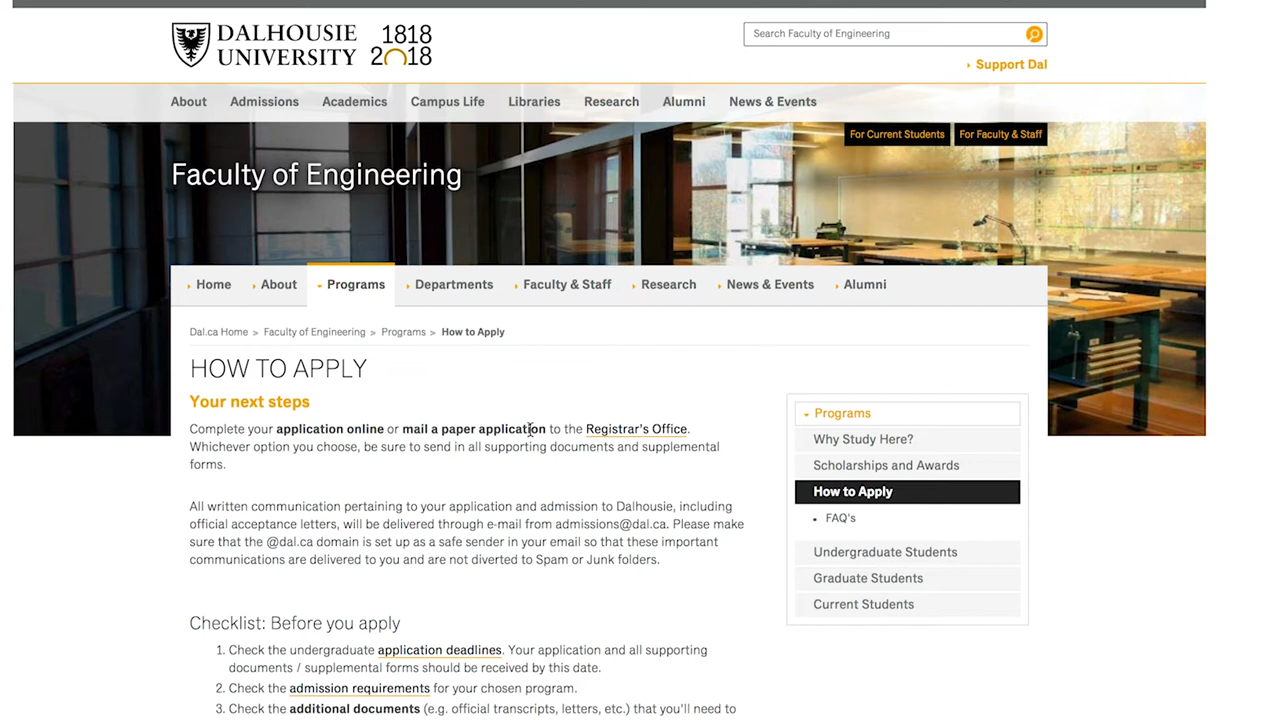 DALHOUSIE
UNIVERSITY
1818
2018
Search Faculty of Engineering
Support Dal
About Admissions Academics Campus Life Libraries Research Alumni News & Events
For Current Students For Faculty & Staff
Faculty of Engineering
Home About Programs Departments Faculty & Staff Research News & Events Alumni
Dal.ca Home > Faculty of Engineering > Programs > How to Apply
HOW TO APPLY
Your next steps
Complete your application online or mail a paper application to the Registrar's Office.
Whichever option you choose, be sure to send in all supporting documents and supplemental
forms.
All written communication pertaining to your application and admission to Dalhousie, including
official acceptance letters, will be delivered through e-mail from admissions@dal.ca. Please make
sure that the @dal.ca domain is set up as a safe sender in your email so that these important
communications are delivered to you and are not diverted to Spam or Junk folders.
Checklist: Before you apply
1. Check the undergraduate application deadlines. Your application and all supporting
documents / supplemental forms should be received by this date.
2. Check the admission requirements for your chosen program.
3. Check the additional documents (e.g. official transcripts, letters, etc.) that you'll need to
Programs
Why Study Here?
Scholarships and Awards
How to Apply
FAQ's
Undergraduate Students
Graduate Students
Current Students